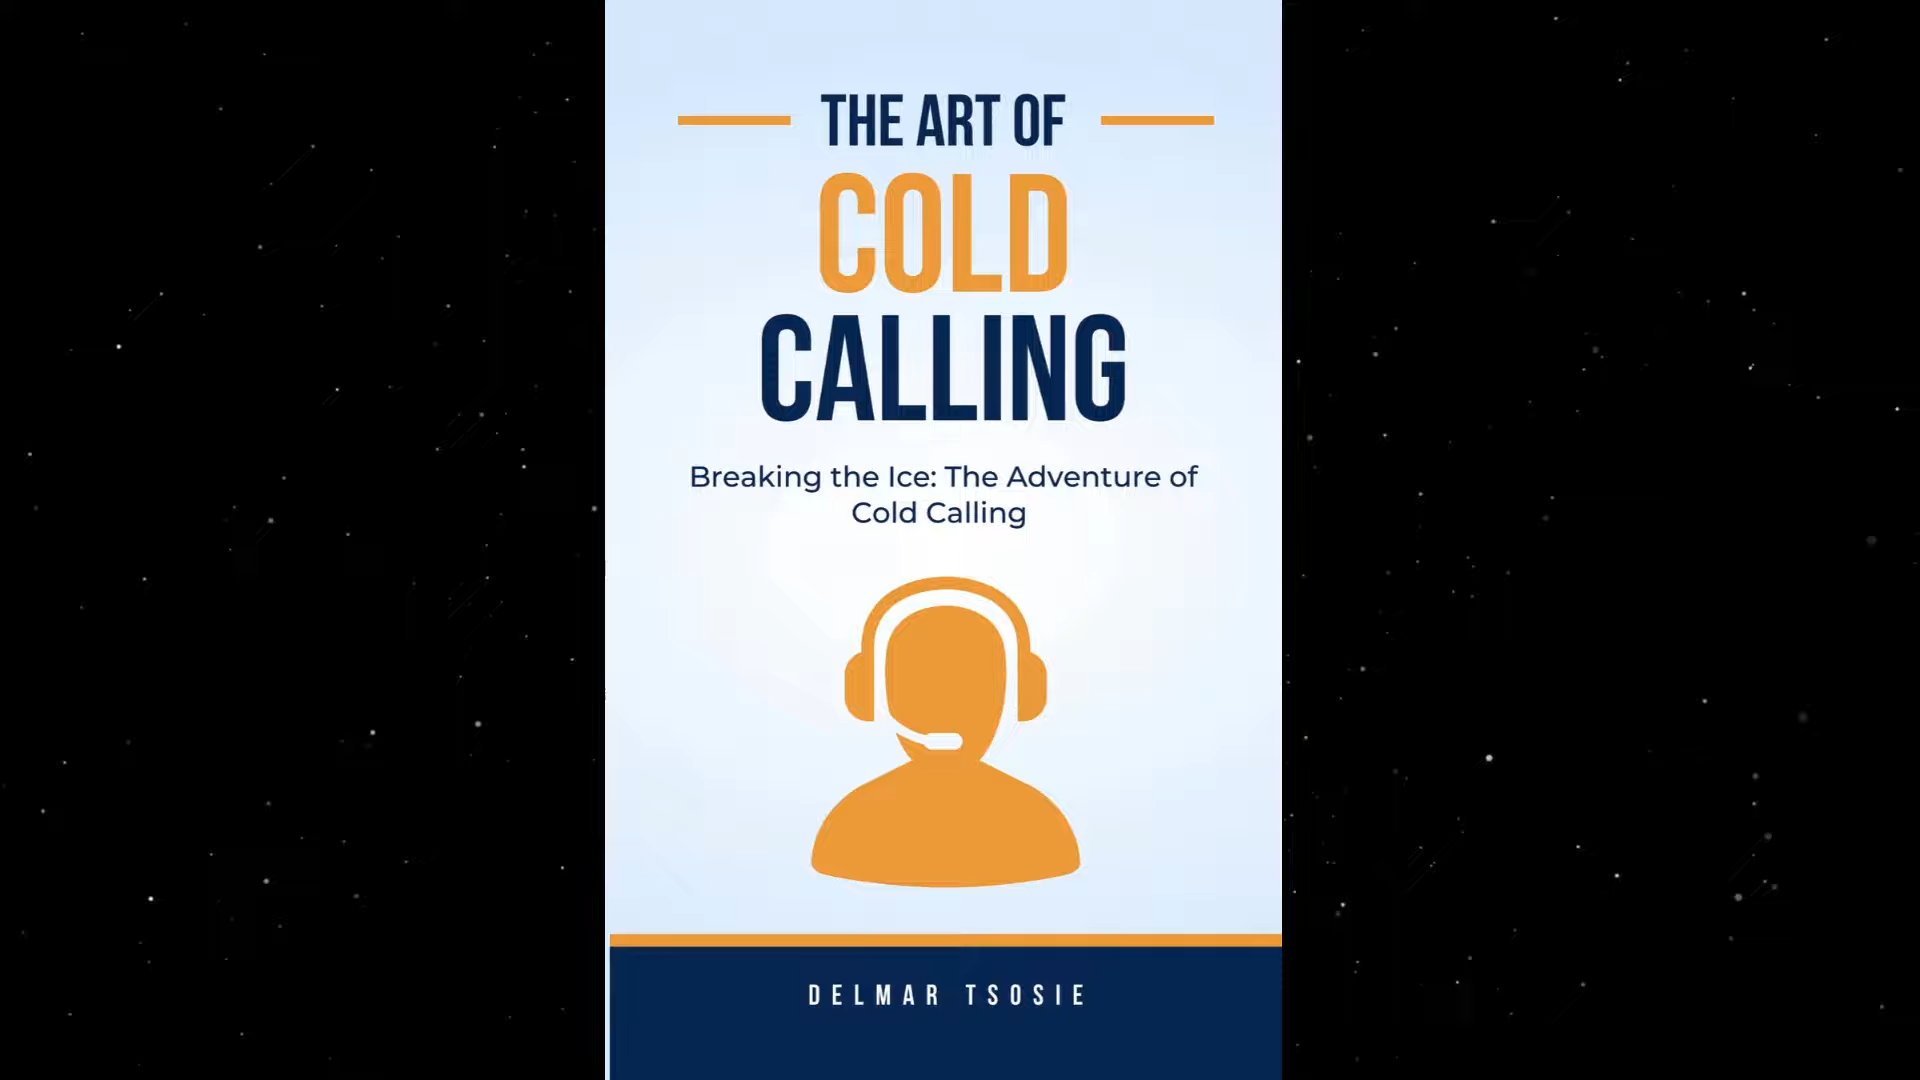 THE ART OF
COLD
CALLING
Breaking the Ice: The Adventure of
Cold Calling
DELMAR TSOSIE